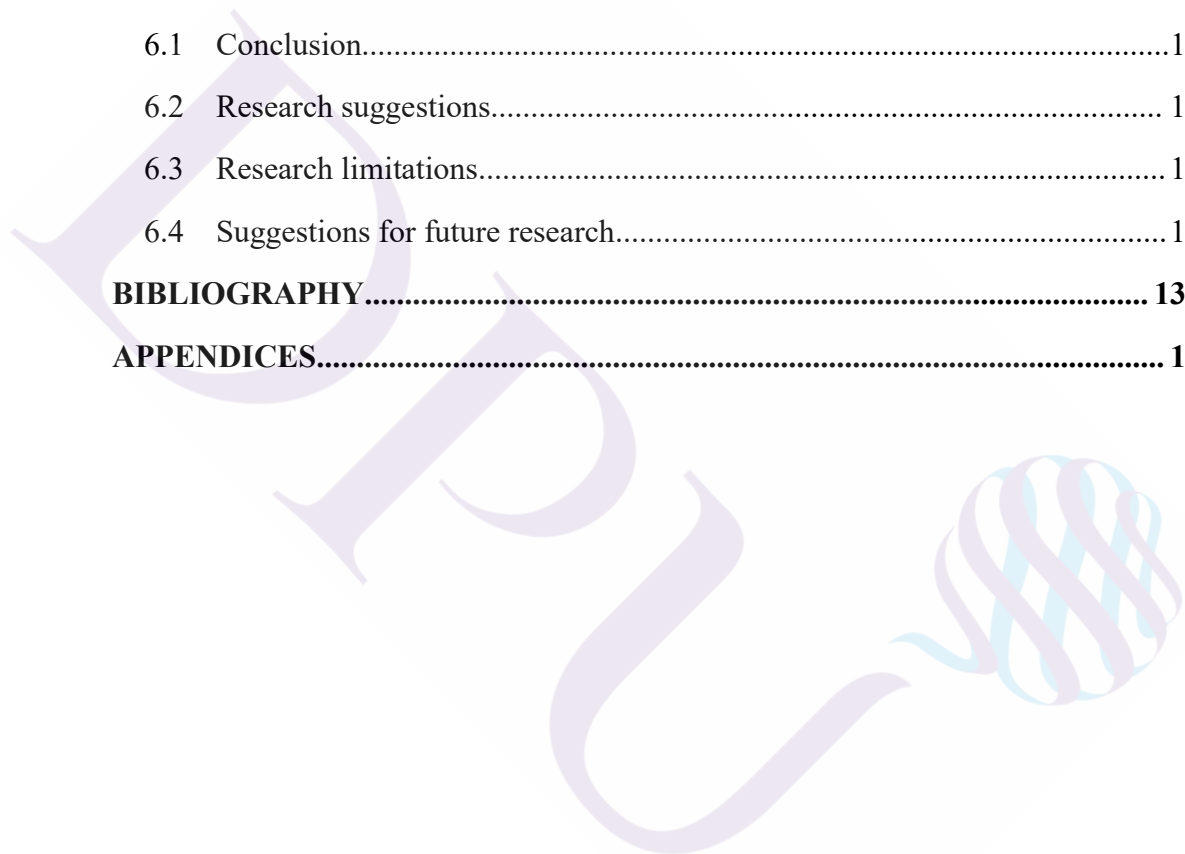 6.1 Conclusion........................................................................................................1
6.2 Research suggestions....................................................................................... 1
6.3 Research limitations......................................................................................... 1
6.4 Suggestions for future research........................................................................ 1
BIBLIOGRAPHY.................................................................................................... 13
APPENDICES............................................................................................................ 1
DPU